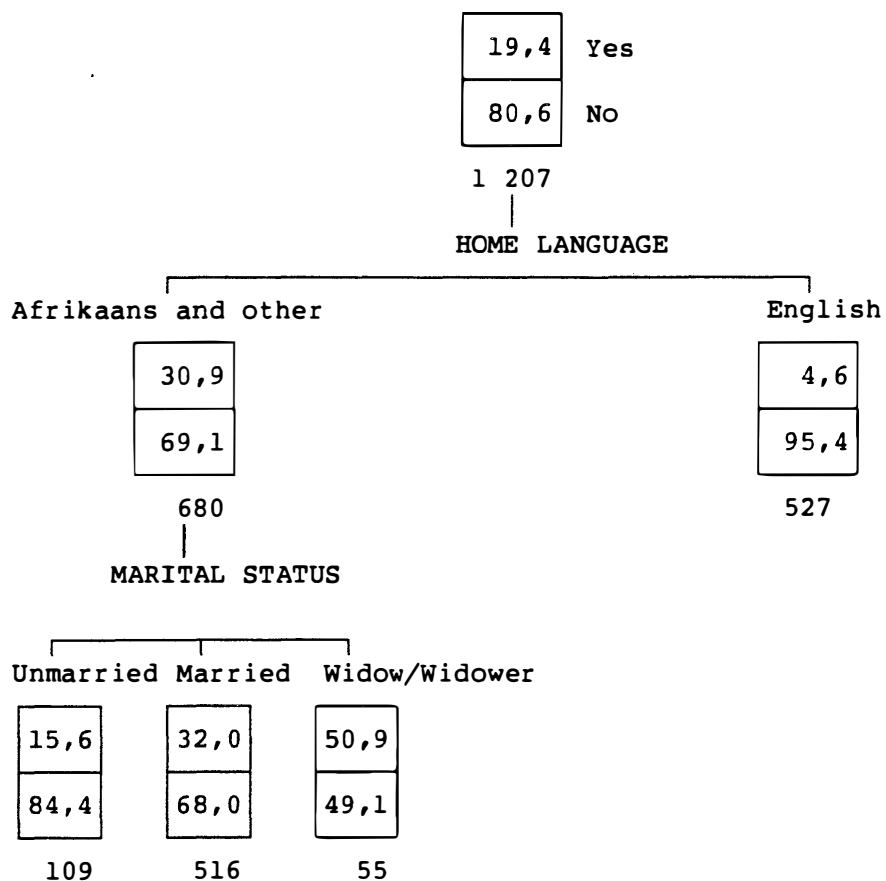 19,4 Yes
80,6 No
1 207
HOME LANGUAGE
Afrikaans and other English
30,9 4,6
69,1 95,4
680 527
MARITAL STATUS
Unmarried Married Widow/Widower
15,6 32,0 50,9
84,4 68,0 49,1
109 516 55